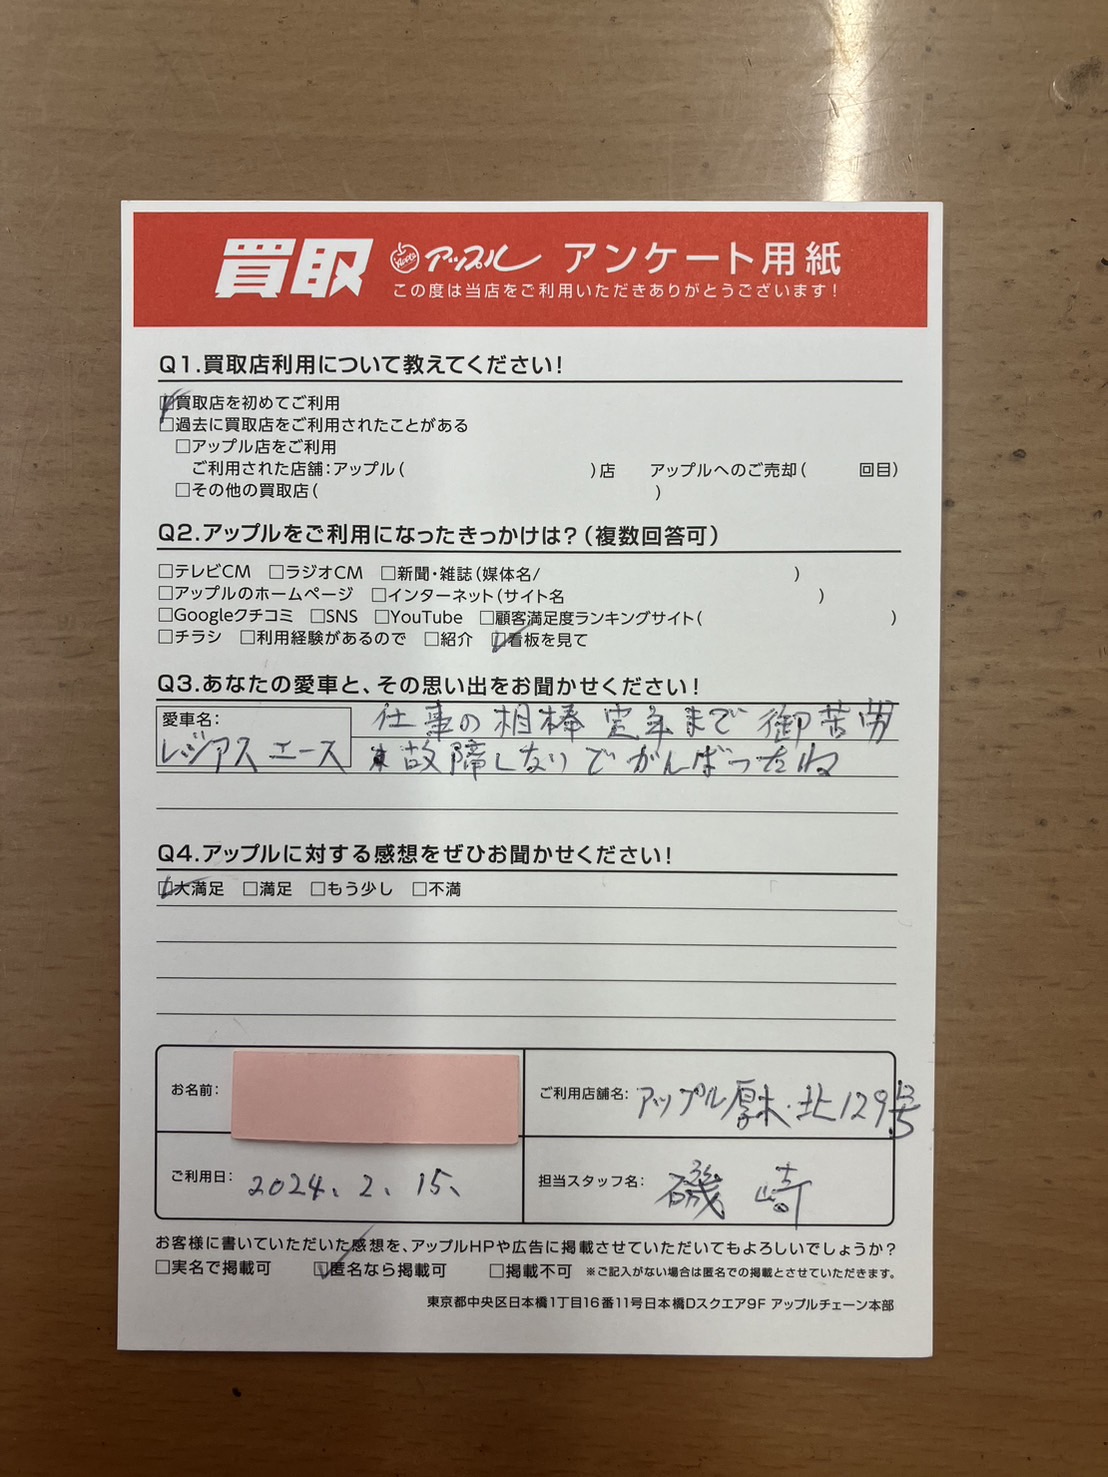 買取 Apple アップル アンケート用紙
この度は当店をご利用いただきありがとうございます!
Q1.買取店利用について教えてください!
☑買取店を初めてご利用
□過去に買取店をご利用されたことがある
□アップル店をご利用
ご利用された店舗:アップル( )店 アップルへのご売却( 回目)
□その他の買取店( )
Q2.アップルをご利用になったきっかけは?(複数回答可)
□テレビCM □ラジオCM □新聞・雑誌(媒体名/ )
□アップルのホームページ □インターネット(サイト名 )
□Googleクチコミ □SNS □YouTube □顧客満足度ランキングサイト( )
□チラシ □利用経験があるので □紹介 ☑看板を見て
Q3.あなたの愛車と、その思い出をお聞かせください!
愛車名: 仕事の相棒 定年まで御苦労
レジアスエース 故障しないでがんばったね
Q4.アップルに対する感想をぜひお聞かせください!
☑大満足 □満足 □もう少し □不満
お名前: ご利用店舗名: アップル厚木・北129号
ご利用日: 2024、2、15、 担当スタッフ名: 磯崎
お客様に書いていただいた感想を、アップルHPや広告に掲載させていただいてもよろしいでしょうか?
□実名で掲載可 ☑匿名なら掲載可 □掲載不可 ※ご記入がない場合は匿名での掲載とさせていただきます。
東京都中央区日本橋1丁目16番11号日本橋Dスクエア9F アップルチェーン本部